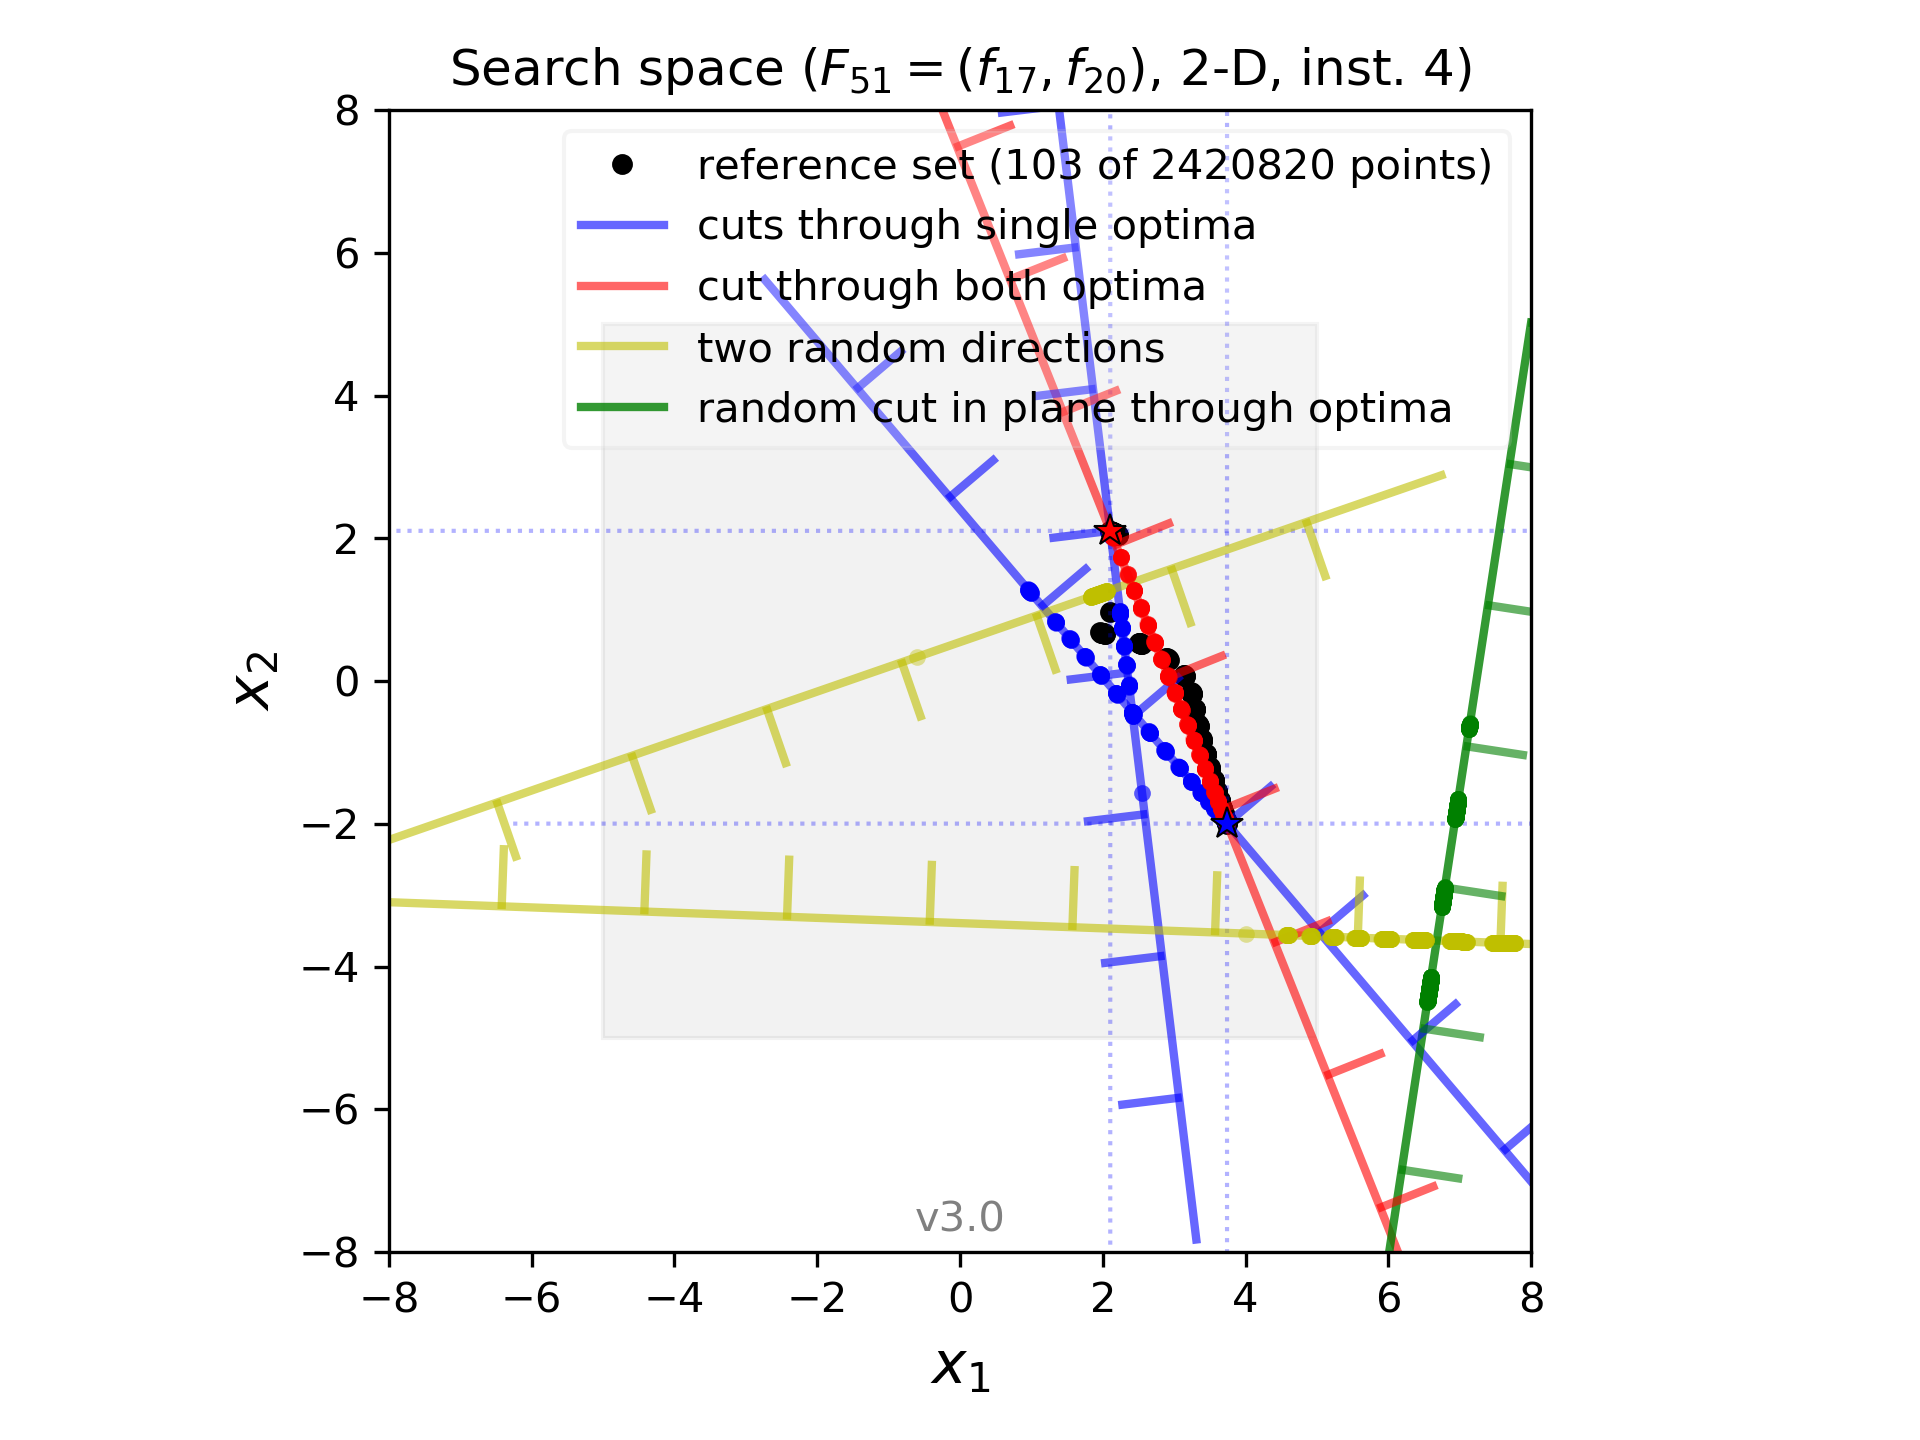 Search space (F51 = (f17, f20), 2-D, inst. 4)
reference set (103 of 2420820 points)
cuts through single optima
cut through both optima
two random directions
random cut in plane through optima
8
6
4
2
0
−2
−4
−6
−8
x2
v3.0
−8 −6 −4 −2 0 2 4 6 8
x1